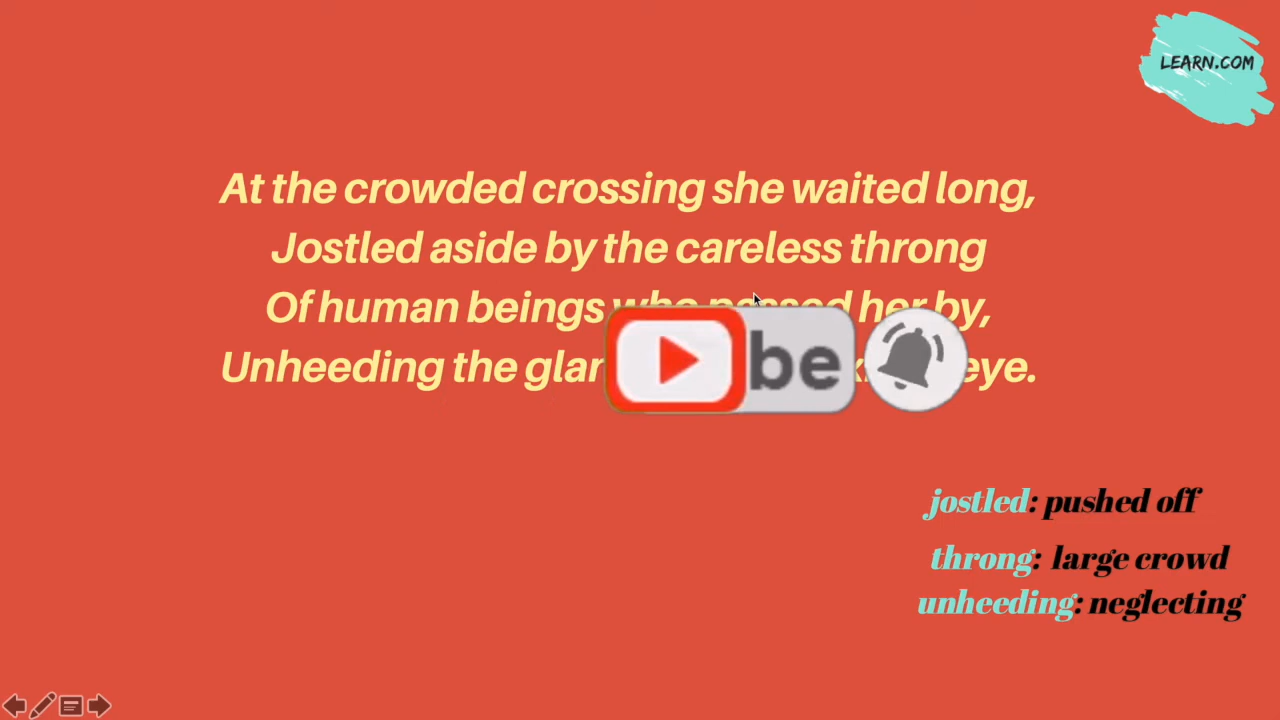 LEARN.COM
At the crowded crossing she waited long,
Jostled aside by the careless throng
Of human beings who passed her by,
Unheeding the eye.
be
jostled: pushed off
throng: large crowd
unheeding: neglecting